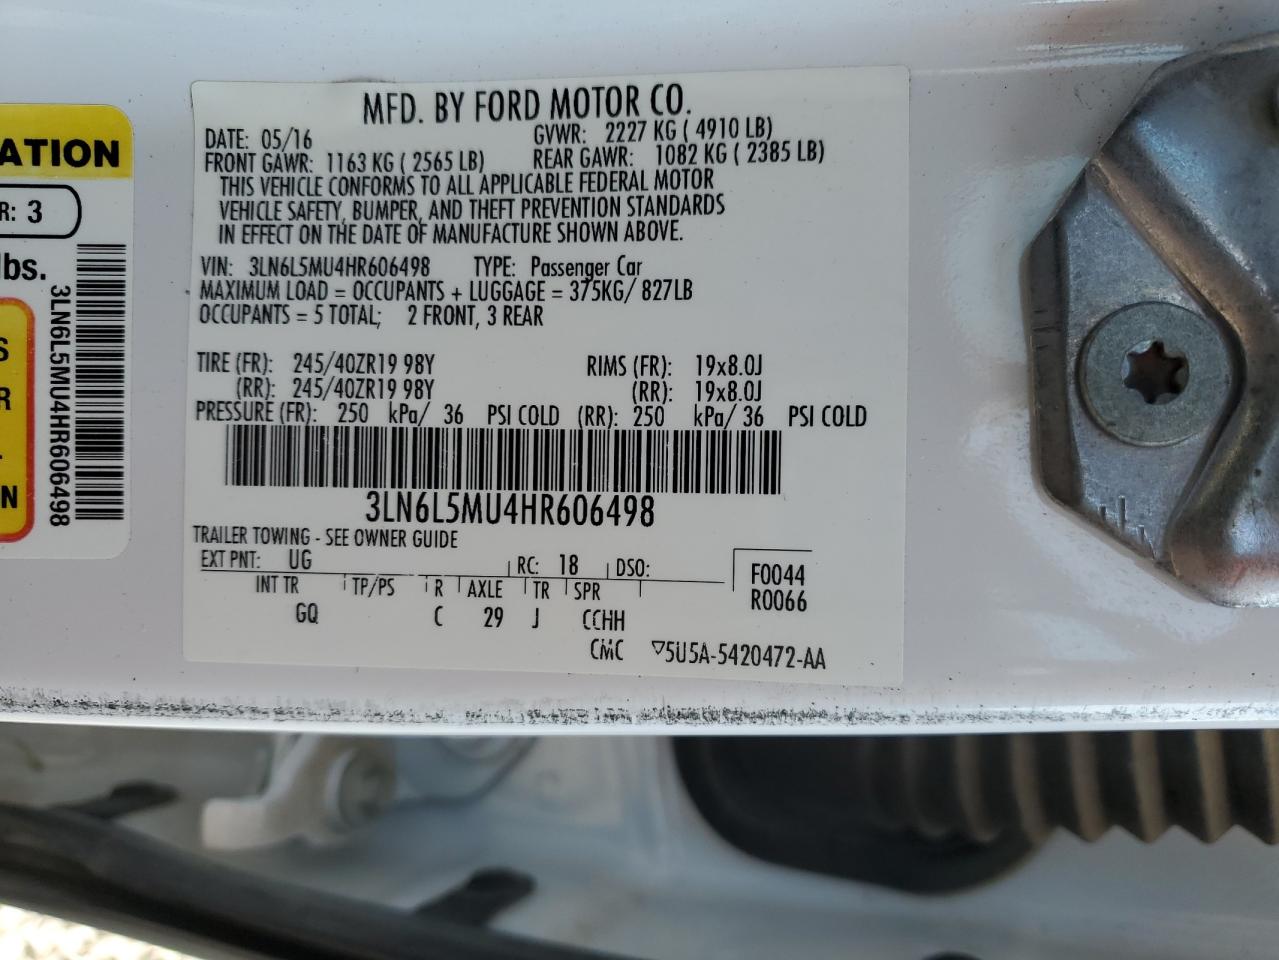 MFD. BY FORD MOTOR CO.
DATE: 05/16 GVWR: 2227 KG ( 4910 LB)
FRONT GAWR: 1163 KG ( 2565 LB) REAR GAWR: 1082 KG ( 2385 LB)
THIS VEHICLE CONFORMS TO ALL APPLICABLE FEDERAL MOTOR
VEHICLE SAFETY, BUMPER, AND THEFT PREVENTION STANDARDS
IN EFFECT ON THE DATE OF MANUFACTURE SHOWN ABOVE.
VIN: 3LN6L5MU4HR606498 TYPE: Passenger Car
MAXIMUM LOAD = OCCUPANTS + LUGGAGE = 375KG/ 827LB
OCCUPANTS = 5 TOTAL; 2 FRONT, 3 REAR
TIRE (FR): 245/40ZR19 98Y RIMS (FR): 19x8.0J
(RR): 245/40ZR19 98Y (RR): 19x8.0J
PRESSURE (FR): 250 kPa/ 36 PSI COLD (RR): 250 kPa/ 36 PSI COLD
3LN6L5MU4HR606498
TRAILER TOWING - SEE OWNER GUIDE
EXT PNT: UG RC: 18 DSO:
INT TR TP/PS R AXLE TR SPR
GQ C 29 J CCHH
CMC ▽5U5A-5420472-AA
F0044
R0066
ATION
R: 3
lbs.
3LN6L5MU4HR606498
S
R
N